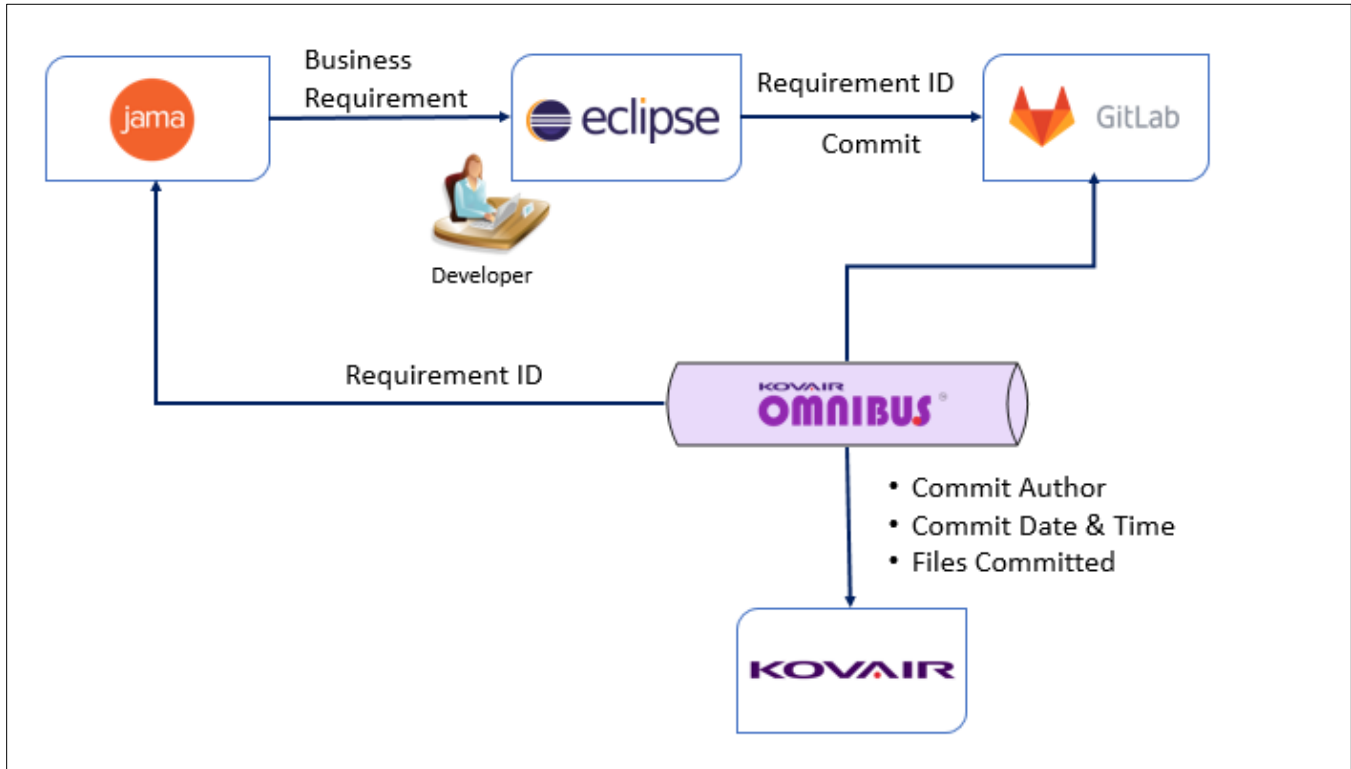 jama
Business
Requirement
eclipse
Requirement ID
Commit
GitLab
Developer
Requirement ID
KOVAIR
OMNIBUS ®
• Commit Author
• Commit Date & Time
• Files Committed
KOVAIR